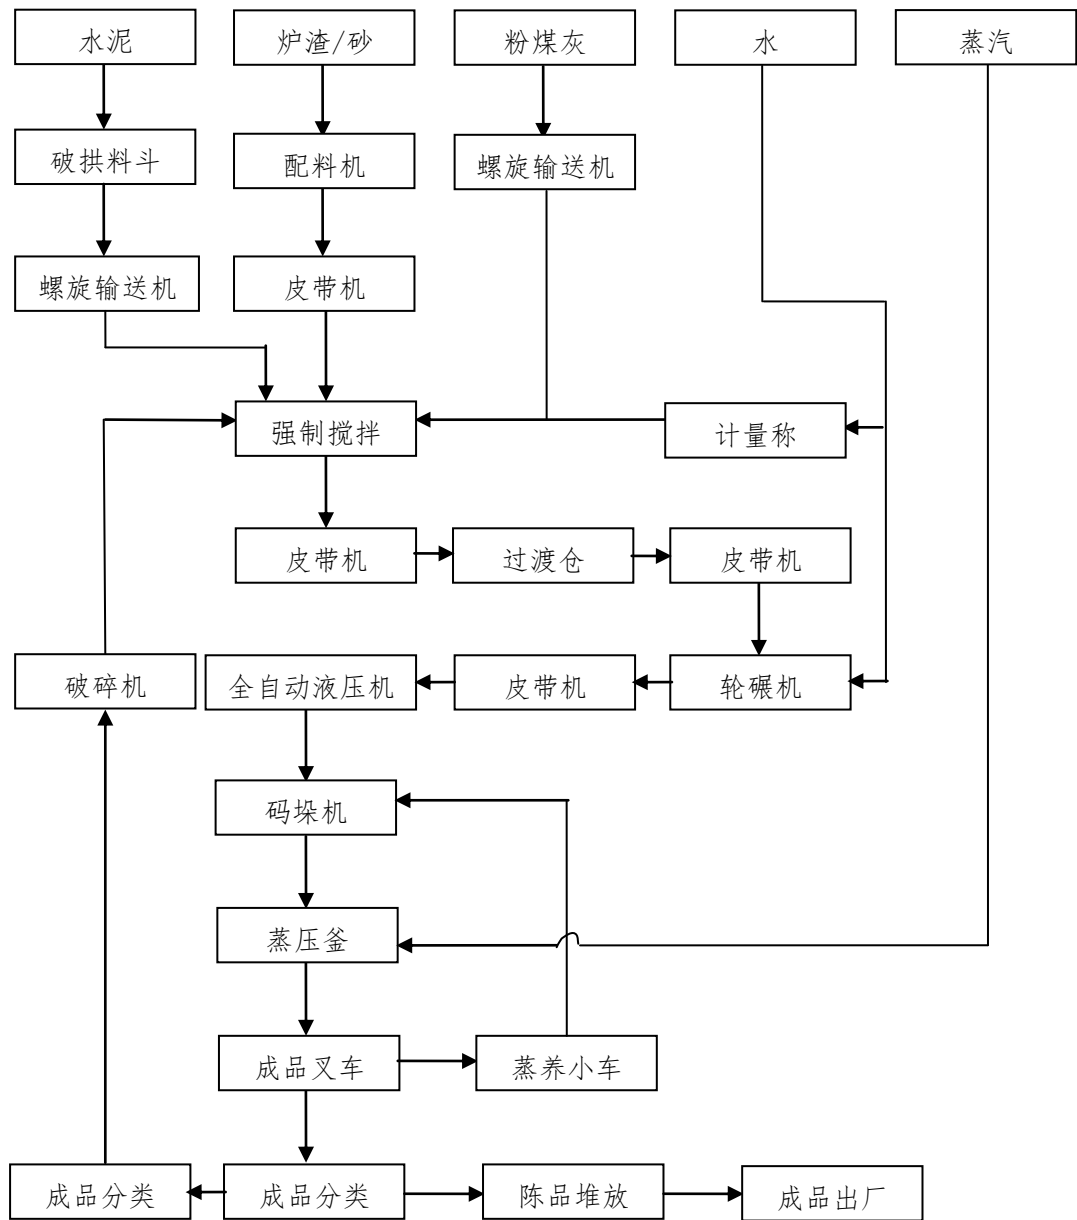 水泥
炉渣/砂
粉煤灰
水
蒸汽
破拱料斗
配料机
螺旋输送机
螺旋输送机
皮带机
强制搅拌
计量称
皮带机
过渡仓
皮带机
破碎机
全自动液压机
皮带机
轮碾机
码垛机
蒸压釜
成品叉车
蒸养小车
成品分类
成品分类
陈品堆放
成品出厂